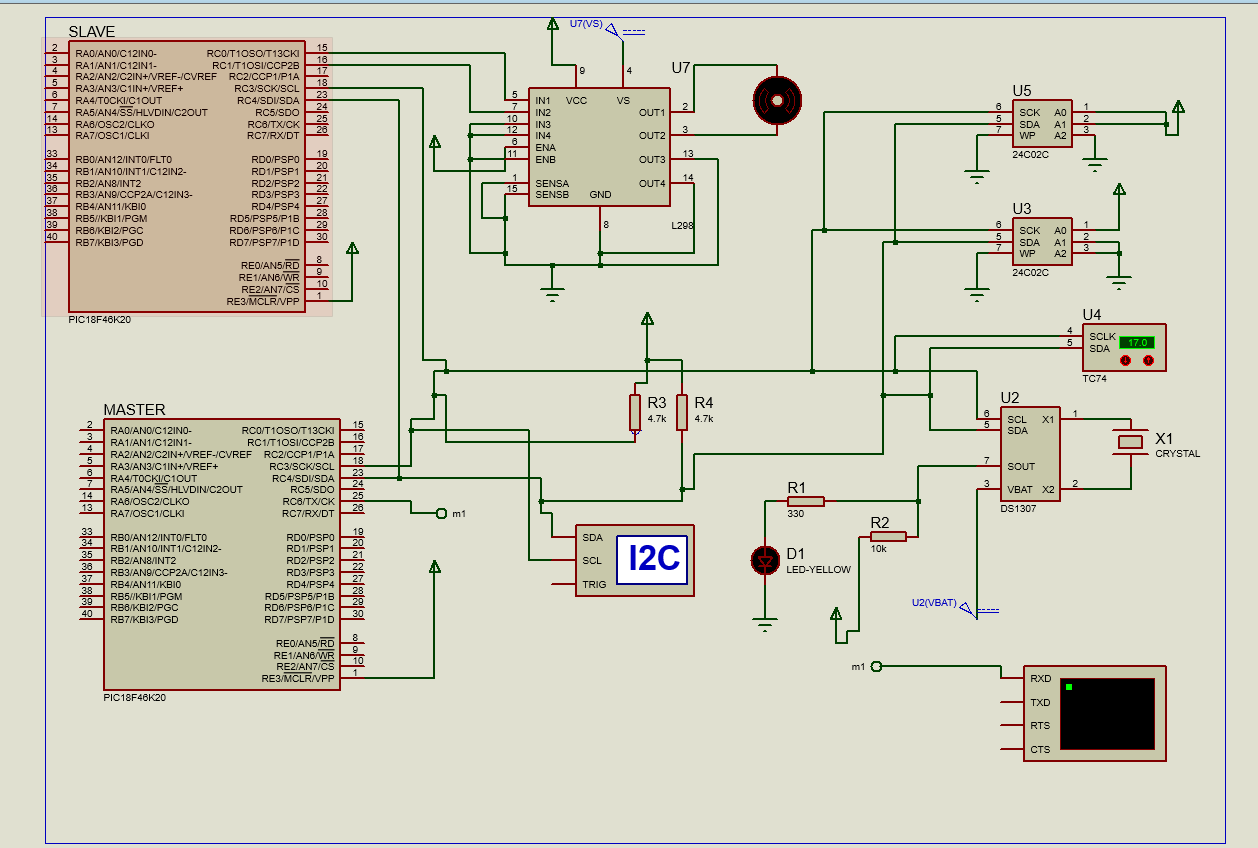 SLAVE
2 RA0/AN0/C12IN0- RC0/T1OSO/T13CKI 15
3 RA1/AN1/C12IN1- RC1/T1OSI/CCP2B 16
4 RA2/AN2/C2IN+/VREF-/CVREF RC2/CCP1/P1A 17
5 RA3/AN3/C1IN+/VREF+ RC3/SCK/SCL 18
6 RA4/T0CKI/C1OUT RC4/SDI/SDA 23
7 RA5/AN4/SS/HLVDIN/C2OUT RC5/SDO 24
14 RA6/OSC2/CLKO RC6/TX/CK 25
13 RA7/OSC1/CLKI RC7/RX/DT 26
33 RB0/AN12/INT0/FLT0 RD0/PSP0 19
34 RB1/AN10/INT1/C12IN2- RD1/PSP1 20
35 RB2/AN8/INT2 RD2/PSP2 21
36 RB3/AN9/CCP2A/C12IN3- RD3/PSP3 22
37 RB4/AN11/KBI0 RD4/PSP4 27
38 RB5//KBI1/PGM RD5/PSP5/P1B 28
39 RB6/KBI2/PGC RD6/PSP6/P1C 29
40 RB7/KBI3/PGD RD7/PSP7/P1D 30
RE0/AN5/RD 8
RE1/AN6/WR 9
RE2/AN7/CS 10
RE3/MCLR/VPP 1
PIC18F46K20
U7(VS)
U7
9 4
VCC VS
5 IN1 OUT1 2
7 IN2
10 IN3 OUT2 3
12 IN4
6 ENA
11 ENB OUT3 13
1 SENSA OUT4 14
15 SENSB GND
8
L298
U5
6 SCK A0 1
5 SDA A1 2
7 WP A2 3
24C02C
U3
6 SCK A0 1
5 SDA A1 2
7 WP A2 3
24C02C
U4
4 SCLK 17.0
5 SDA
TC74
MASTER
2 RA0/AN0/C12IN0- RC0/T1OSO/T13CKI 15
3 RA1/AN1/C12IN1- RC1/T1OSI/CCP2B 16
4 RA2/AN2/C2IN+/VREF-/CVREF RC2/CCP1/P1A 17
5 RA3/AN3/C1IN+/VREF+ RC3/SCK/SCL 18
6 RA4/T0CKI/C1OUT RC4/SDI/SDA 23
7 RA5/AN4/SS/HLVDIN/C2OUT RC5/SDO 24
14 RA6/OSC2/CLKO RC6/TX/CK 25
13 RA7/OSC1/CLKI RC7/RX/DT 26
33 RB0/AN12/INT0/FLT0 RD0/PSP0 19
34 RB1/AN10/INT1/C12IN2- RD1/PSP1 20
35 RB2/AN8/INT2 RD2/PSP2 21
36 RB3/AN9/CCP2A/C12IN3- RD3/PSP3 22
37 RB4/AN11/KBI0 RD4/PSP4 27
38 RB5//KBI1/PGM RD5/PSP5/P1B 28
39 RB6/KBI2/PGC RD6/PSP6/P1C 29
40 RB7/KBI3/PGD RD7/PSP7/P1D 30
RE0/AN5/RD 8
RE1/AN6/WR 9
RE2/AN7/CS 10
RE3/MCLR/VPP 1
PIC18F46K20
m1
R3
4.7k
R4
4.7k
SDA
SCL
TRIG
I2C
U2
6 SCL X1 1
5 SDA
7 SOUT
3 VBAT X2 2
DS1307
X1
CRYSTAL
R1
330
R2
10k
D1
LED-YELLOW
U2(VBAT)
m1
RXD
TXD
RTS
CTS